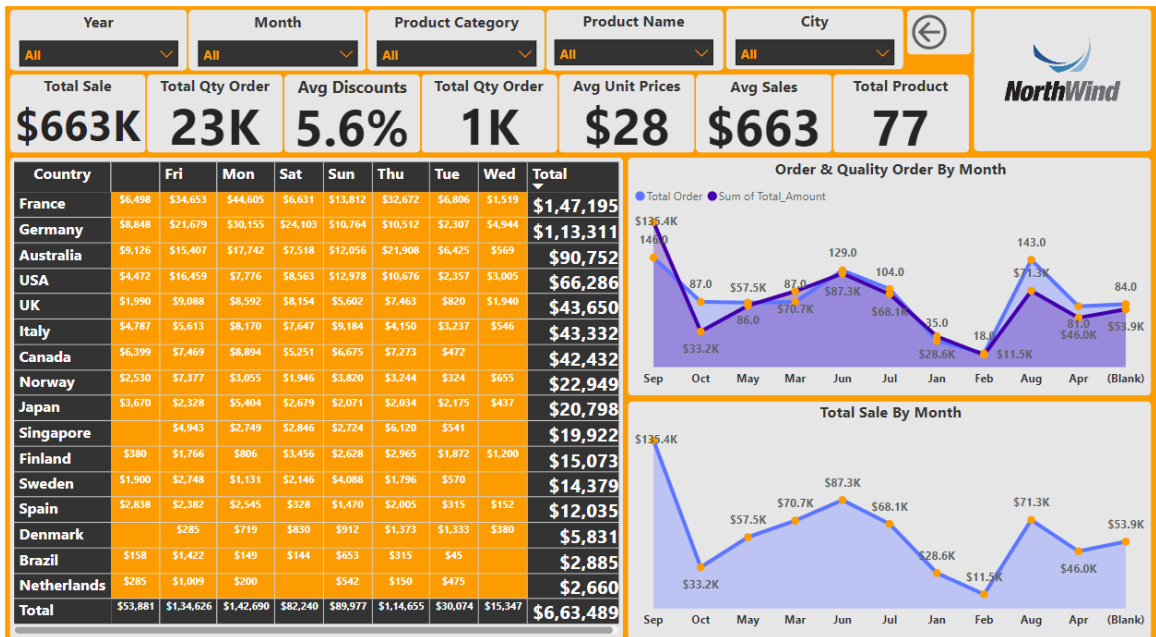 Year Month Product Category Product Name City
All All All All All
NorthWind
Total Sale Total Qty Order Avg Discounts Total Qty Order Avg Unit Prices Avg Sales Total Product
$663K 23K 5.6% 1K $28 $663 77
Country Fri Mon Sat Sun Thu Tue Wed Total
France $6,498 $34,653 $44,605 $6,631 $13,812 $32,672 $6,806 $1,519 $1,47,195
Germany $8,848 $21,679 $30,155 $24,103 $10,764 $10,512 $2,307 $4,944 $1,13,311
Australia $9,126 $15,407 $17,742 $7,518 $12,056 $21,908 $6,425 $569 $90,752
USA $4,472 $16,459 $7,776 $8,563 $12,978 $10,676 $2,357 $3,005 $66,286
UK $1,990 $9,088 $8,592 $8,154 $5,602 $7,463 $820 $1,940 $43,650
Italy $4,787 $5,613 $8,170 $7,647 $9,184 $4,150 $3,237 $546 $43,332
Canada $6,399 $7,469 $8,894 $5,251 $6,675 $7,273 $472 $42,432
Norway $2,530 $7,377 $3,055 $1,946 $3,820 $3,244 $324 $655 $22,949
Japan $3,670 $2,328 $5,404 $2,679 $2,071 $2,034 $2,175 $437 $20,798
Singapore $4,943 $2,749 $2,846 $2,724 $6,120 $541 $19,922
Finland $380 $1,766 $806 $3,456 $2,628 $2,965 $1,872 $1,200 $15,073
Sweden $1,900 $2,748 $1,131 $2,146 $4,088 $1,796 $570 $14,379
Spain $2,838 $2,382 $2,545 $328 $1,470 $2,005 $315 $152 $12,035
Denmark $285 $719 $830 $912 $1,373 $1,333 $380 $5,831
Brazil $158 $1,422 $149 $144 $653 $315 $45 $2,885
Netherlands $285 $1,009 $200 $542 $150 $475 $2,660
Total $53,881 $1,34,626 $1,42,690 $82,240 $89,977 $1,14,655 $30,074 $15,347 $6,63,489
Order & Quality Order By Month
Total Order Sum of Total_Amount
$135.4K
146.0 87.0 $57.5K 87.0 129.0 104.0 35.0 18.0 143.0 81.0 84.0
$33.2K 86.0 $70.7K $87.3K $68.1K $28.6K $11.5K $71.3K $46.0K $53.9K
Sep Oct May Mar Jun Jul Jan Feb Aug Apr (Blank)
Total Sale By Month
$135.4K $33.2K $57.5K $70.7K $87.3K $68.1K $28.6K $11.5K $71.3K $46.0K $53.9K
Sep Oct May Mar Jun Jul Jan Feb Aug Apr (Blank)